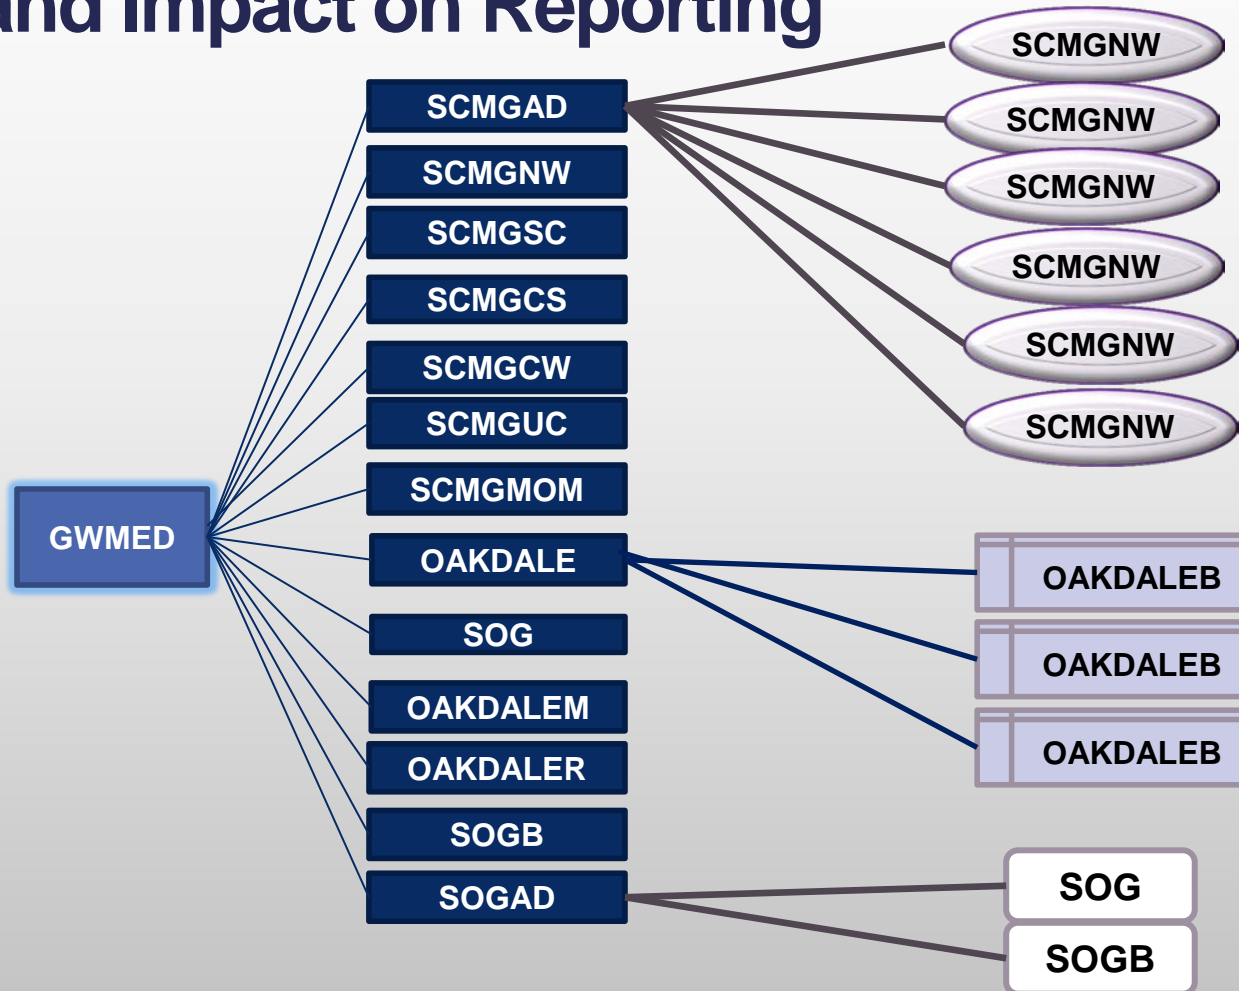 and Impact on Reporting
SCMGAD
SCMGNW
SCMGSC
SCMGCS
SCMGCW
SCMGUC
SCMGMOM
GWMED
OAKDALE
SOG
OAKDALEM
OAKDALER
SOGB
SOGAD
SCMGNW
SCMGNW
SCMGNW
SCMGNW
SCMGNW
SCMGNW
OAKDALEB
OAKDALEB
OAKDALEB
SOG
SOGB